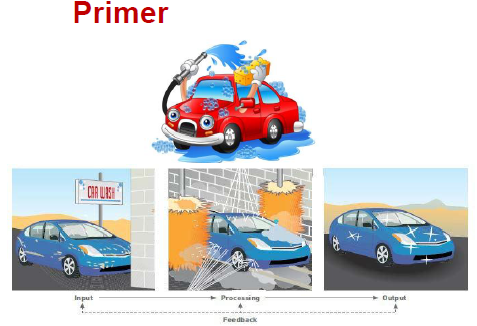 Primer
CAR WASH
Input Processing Output
Feedback